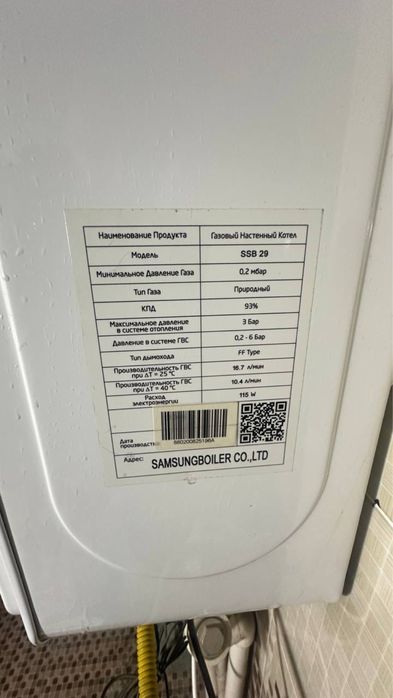 Наименование Продукта Газовый Настенный Котел
Модель SSB 29
Минимальное Давление Газа 0,2 мбар
Тип Газа Природный
КПД 93%
Максимальное давление
в системе отопления 3 Бар
Давление в системе ГВС 0,2 - 6 Бар
Тип дымохода FF Type
Производительность ГВС
при ΔT = 25 °C 16.7 л/мин
Производительность ГВС
при ΔT = 40 °C 10.4 л/мин
Расход
электроэнергии 115 W
Дата
производства
880200825198A
Адрес: SAMSUNGBOILER CO.,LTD